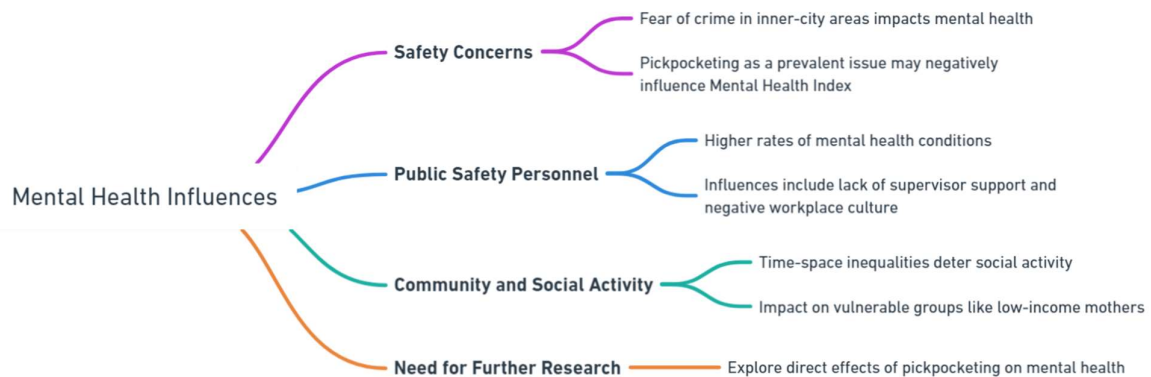 Mental Health Influences
Safety Concerns
Fear of crime in inner-city areas impacts mental health
Pickpocketing as a prevalent issue may negatively
influence Mental Health Index
Public Safety Personnel
Higher rates of mental health conditions
Influences include lack of supervisor support and
negative workplace culture
Community and Social Activity
Time-space inequalities deter social activity
Impact on vulnerable groups like low-income mothers
Need for Further Research
Explore direct effects of pickpocketing on mental health